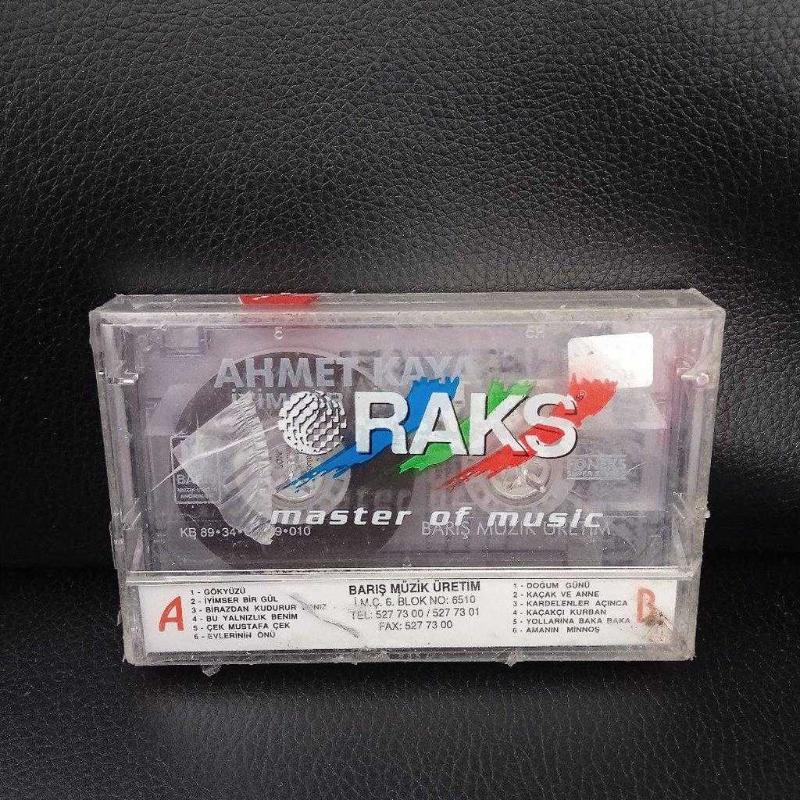 AHMET KAYA
RAKS
master of music
BARIŞ MÜZİK ÜRETİM
A
1 - GÖKYÜZÜ
2 - İYİMSER BİR GÜL
3 - BİRAZDAN KUDURUR
4 - BU YALNIZLIK BENİM
5 - ÇEK MUSTAFA ÇEK
6 - EVLERİNİN ÖNÜ
BARIŞ MÜZİK ÜRETİM
İ.M.Ç. 6. BLOK NO: 6510
TEL: 527 73 00 / 527 73 01
FAX: 527 73 00
1 - DOĞUM GÜNÜ
2 - KAÇAK VE ANNE
3 - KARDELENLER AÇINCA
4 - KAÇAKÇI KURBAN
5 - YOLLARINA BAKA BAKA
6 - AMANIN MİNNOŞ
B